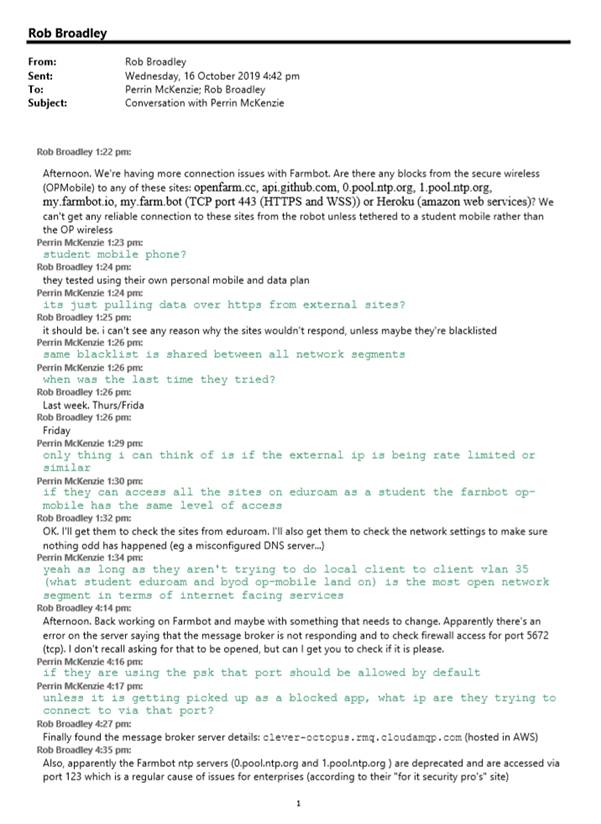 Rob Broadley
From: Rob Broadley
Sent: Wednesday, 16 October 2019 4:42 pm
To: Perrin McKenzie; Rob Broadley
Subject: Conversation with Perrin McKenzie
Rob Broadley 1:22 pm:
Afternoon. We're having more connection issues with Farmbot. Are there any blocks from the secure wireless
(OPMobile) to any of these sites: openfarm.cc, api.github.com, 0.pool.ntp.org, 1.pool.ntp.org,
my.farmbot.io, my.farm.bot (TCP port 443 (HTTPS and WSS)) or Heroku (amazon web services)? We
can't get any reliable connection to these sites from the robot unless tethered to a student mobile rather than
the OP wireless
Perrin McKenzie 1:23 pm:
student mobile phone?
Rob Broadley 1:24 pm:
they tested using their own personal mobile and data plan
Perrin McKenzie 1:24 pm:
its just pulling data over https from external sites?
Rob Broadley 1:25 pm:
it should be. i can't see any reason why the sites wouldn't respond, unless maybe they're blacklisted
Perrin McKenzie 1:26 pm:
same blacklist is shared between all network segments
Perrin McKenzie 1:26 pm:
when was the last time they tried?
Rob Broadley 1:26 pm:
Last week. Thurs/Frida
Rob Broadley 1:26 pm:
Friday
Perrin McKenzie 1:29 pm:
only thing i can think of is if the external ip is being rate limited or
similar
Perrin McKenzie 1:30 pm:
if they can access all the sites on eduroam as a student the farnbot op-
mobile has the same level of access
Rob Broadley 1:32 pm:
OK. I'll get them to check the sites from eduroam. I'll also get them to check the network settings to make sure
nothing odd has happened (eg a misconfigured DNS server...)
Perrin McKenzie 1:34 pm:
yeah as long as they aren't trying to do local client to client vlan 35
(what student eduroam and byod op-mobile land on) is the most open network
segment in terms of internet facing services
Rob Broadley 4:14 pm:
Afternoon. Back working on Farmbot and maybe with something that needs to change. Apparently there's an
error on the server saying that the message broker is not responding and to check firewall access for port 5672
(tcp). I don't recall asking for that to be opened, but can I get you to check if it is please.
Perrin McKenzie 4:16 pm:
if they are using the psk that port should be allowed by default
Perrin McKenzie 4:17 pm:
unless it is getting picked up as a blocked app, what ip are they trying to
connect to via that port?
Rob Broadley 4:27 pm:
Finally found the message broker server details: clever-octopus.rmq.cloudamqp.com (hosted in AWS)
Rob Broadley 4:35 pm:
Also, apparently the Farmbot ntp servers (0.pool.ntp.org and 1.pool.ntp.org ) are deprecated and are accessed via
port 123 which is a regular cause of issues for enterprises (according to their "for it security pro's" site)
1